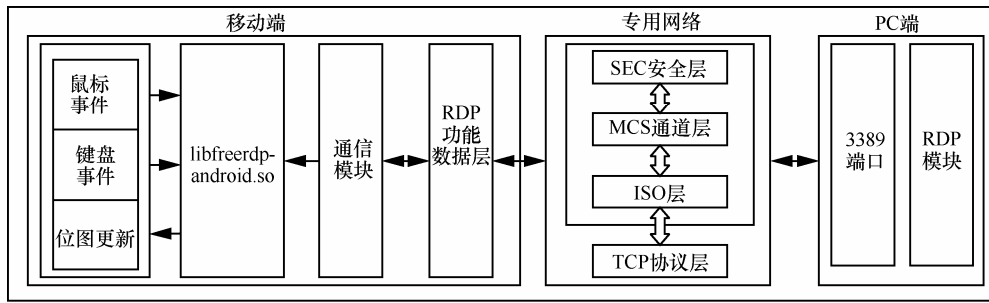 移动端
鼠标
事件
键盘
事件
位图更新
libfreerdp-
android.so
通信
模块
RDP
功能
数据层
专用网络
SEC安全层
MCS通道层
ISO层
TCP协议层
PC端
3389
端口
RDP
模块